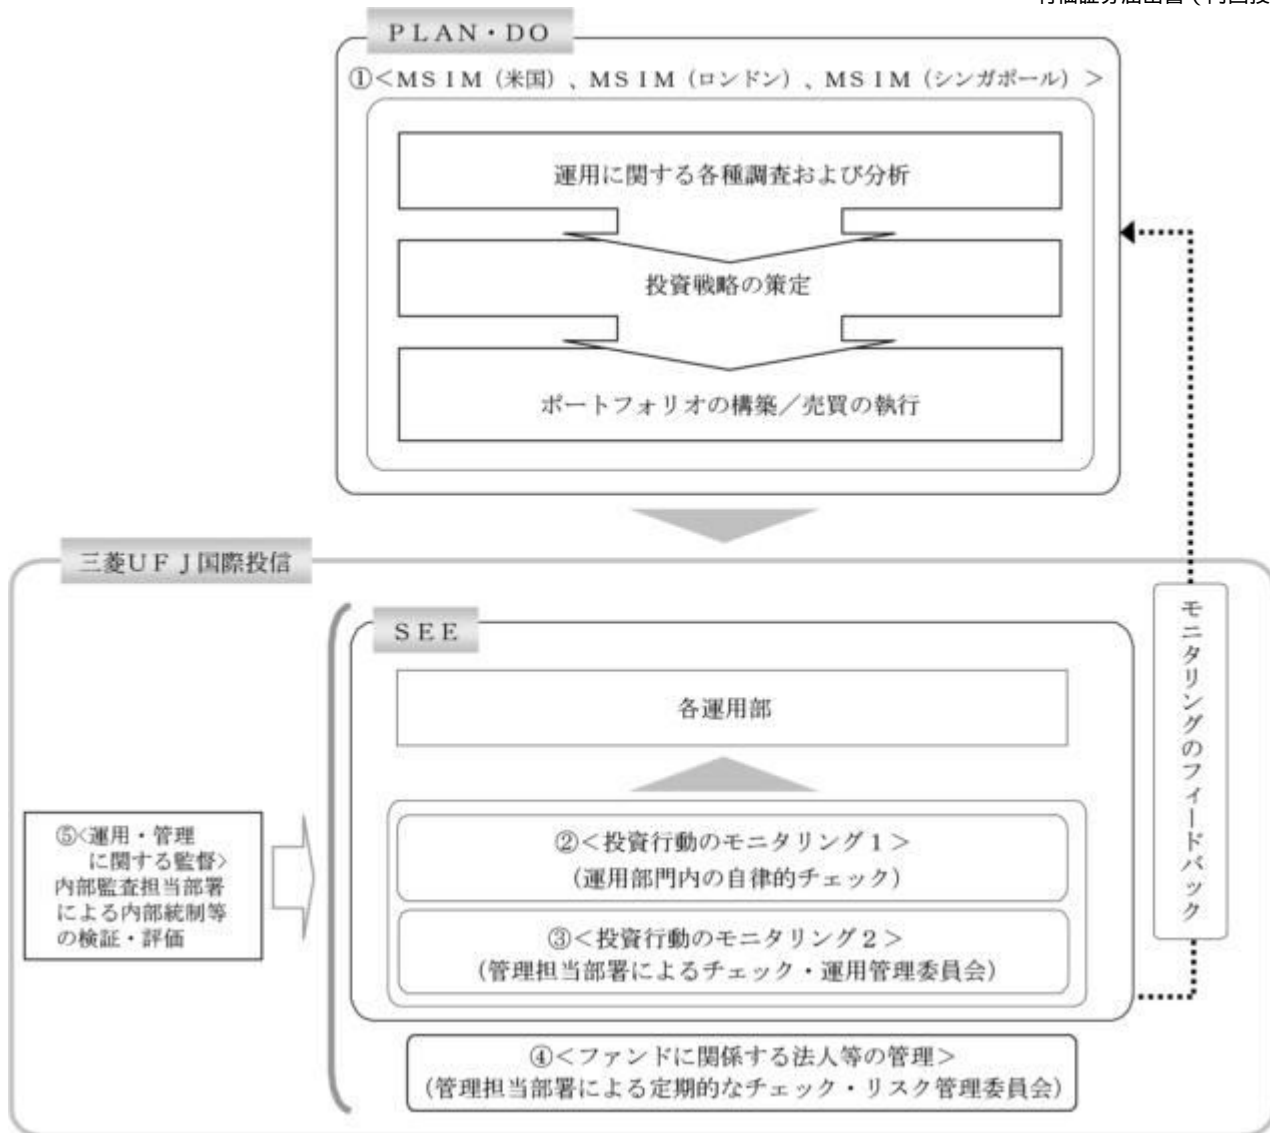 ＰＬＡＮ・ＤＯ
①＜ＭＳＩＭ（米国）、ＭＳＩＭ（ロンドン）、ＭＳＩＭ（シンガポール）＞
運用に関する各種調査および分析
投資戦略の策定
ポートフォリオの構築／売買の執行
三菱ＵＦＪ国際投信
ＳＥＥ
各運用部
②＜投資行動のモニタリング１＞
（運用部門内の自律的チェック）
③＜投資行動のモニタリング２＞
（管理担当部署によるチェック・運用管理委員会）
④＜ファンドに関係する法人等の管理＞
（管理担当部署による定期的なチェック・リスク管理委員会）
⑤<運用・管理
に関する監督>
内部監査担当部署
による内部統制等
の検証・評価
モニタリングのフィードバック